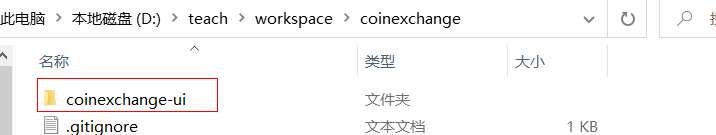 此电脑 › 本地磁盘 (D:) › teach › workspace › coinexchange
名称 类型 大小
coinexchange-ui 文件夹
.gitignore 文本文档 1 KB